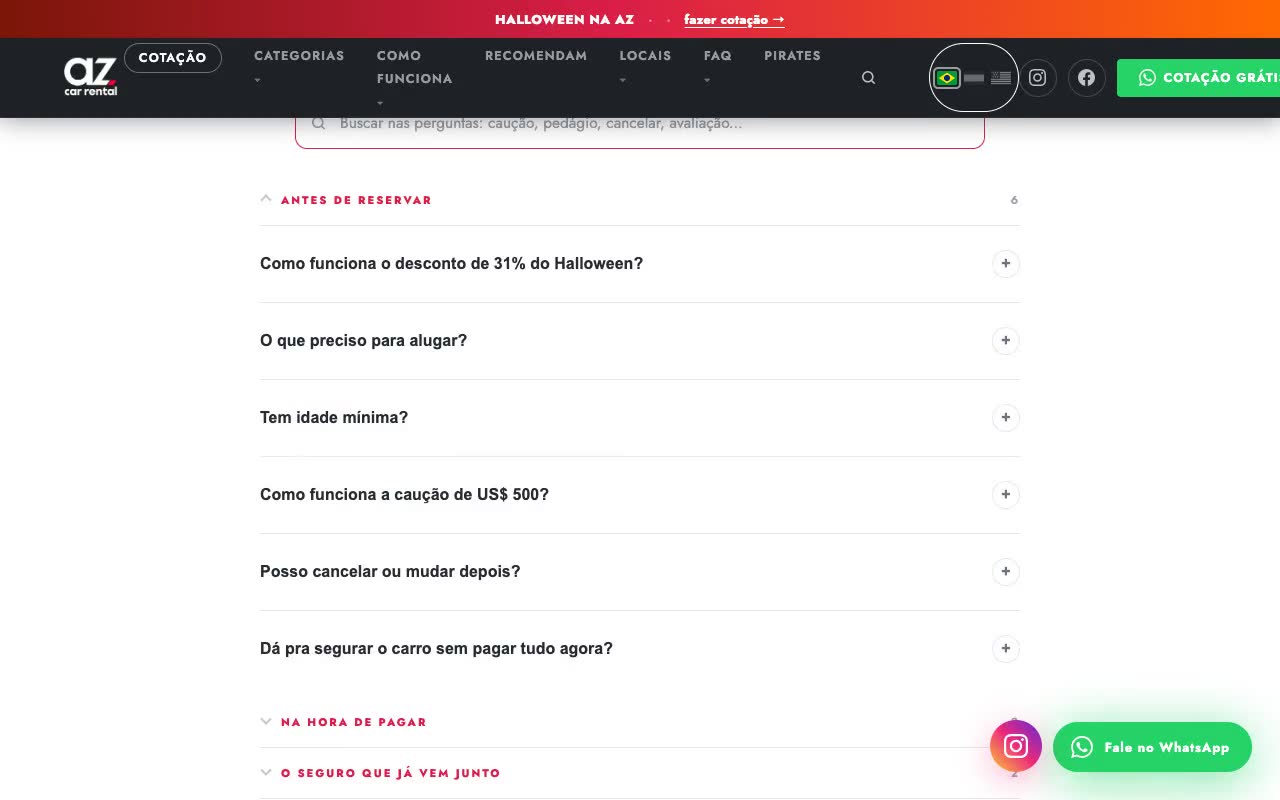 HALLOWEEN NA AZ · · fazer cotação →
az
car rental
COTAÇÃO
CATEGORIAS
COMO FUNCIONA
RECOMENDAM
LOCAIS
FAQ
PIRATES
COTAÇÃO GRÁTI
Buscar nas perguntas: caução, pedágio, cancelar, avaliação...
ANTES DE RESERVAR 6
Como funciona o desconto de 31% do Halloween? +
O que preciso para alugar? +
Tem idade mínima? +
Como funciona a caução de US$ 500? +
Posso cancelar ou mudar depois? +
Dá pra segurar o carro sem pagar tudo agora? +
NA HORA DE PAGAR
Fale no WhatsApp
O SEGURO QUE JÁ VEM JUNTO 2